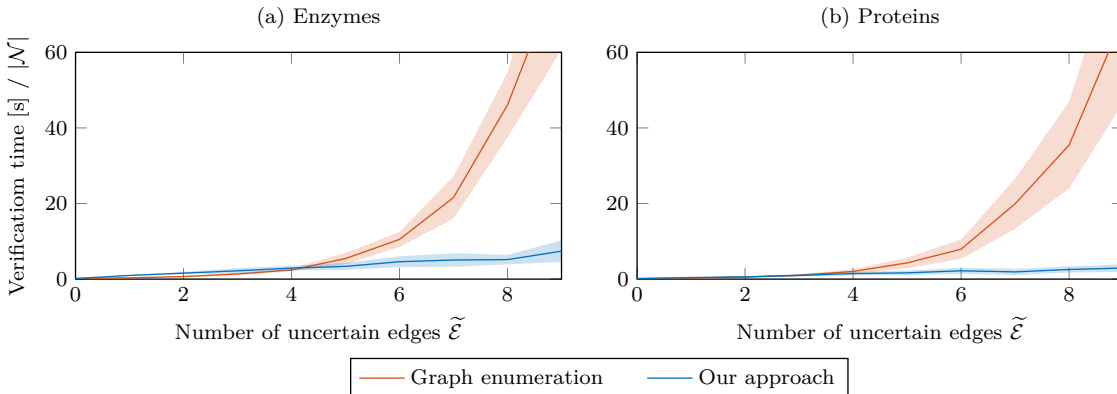 (a) Enzymes
(b) Proteins
Verification time [s] / |𝒩|
60
40
20
0
0
2
4
6
8
Number of uncertain edges ℰ̃
60
40
20
0
0
2
4
6
8
Number of uncertain edges ℰ̃
Graph enumeration
Our approach